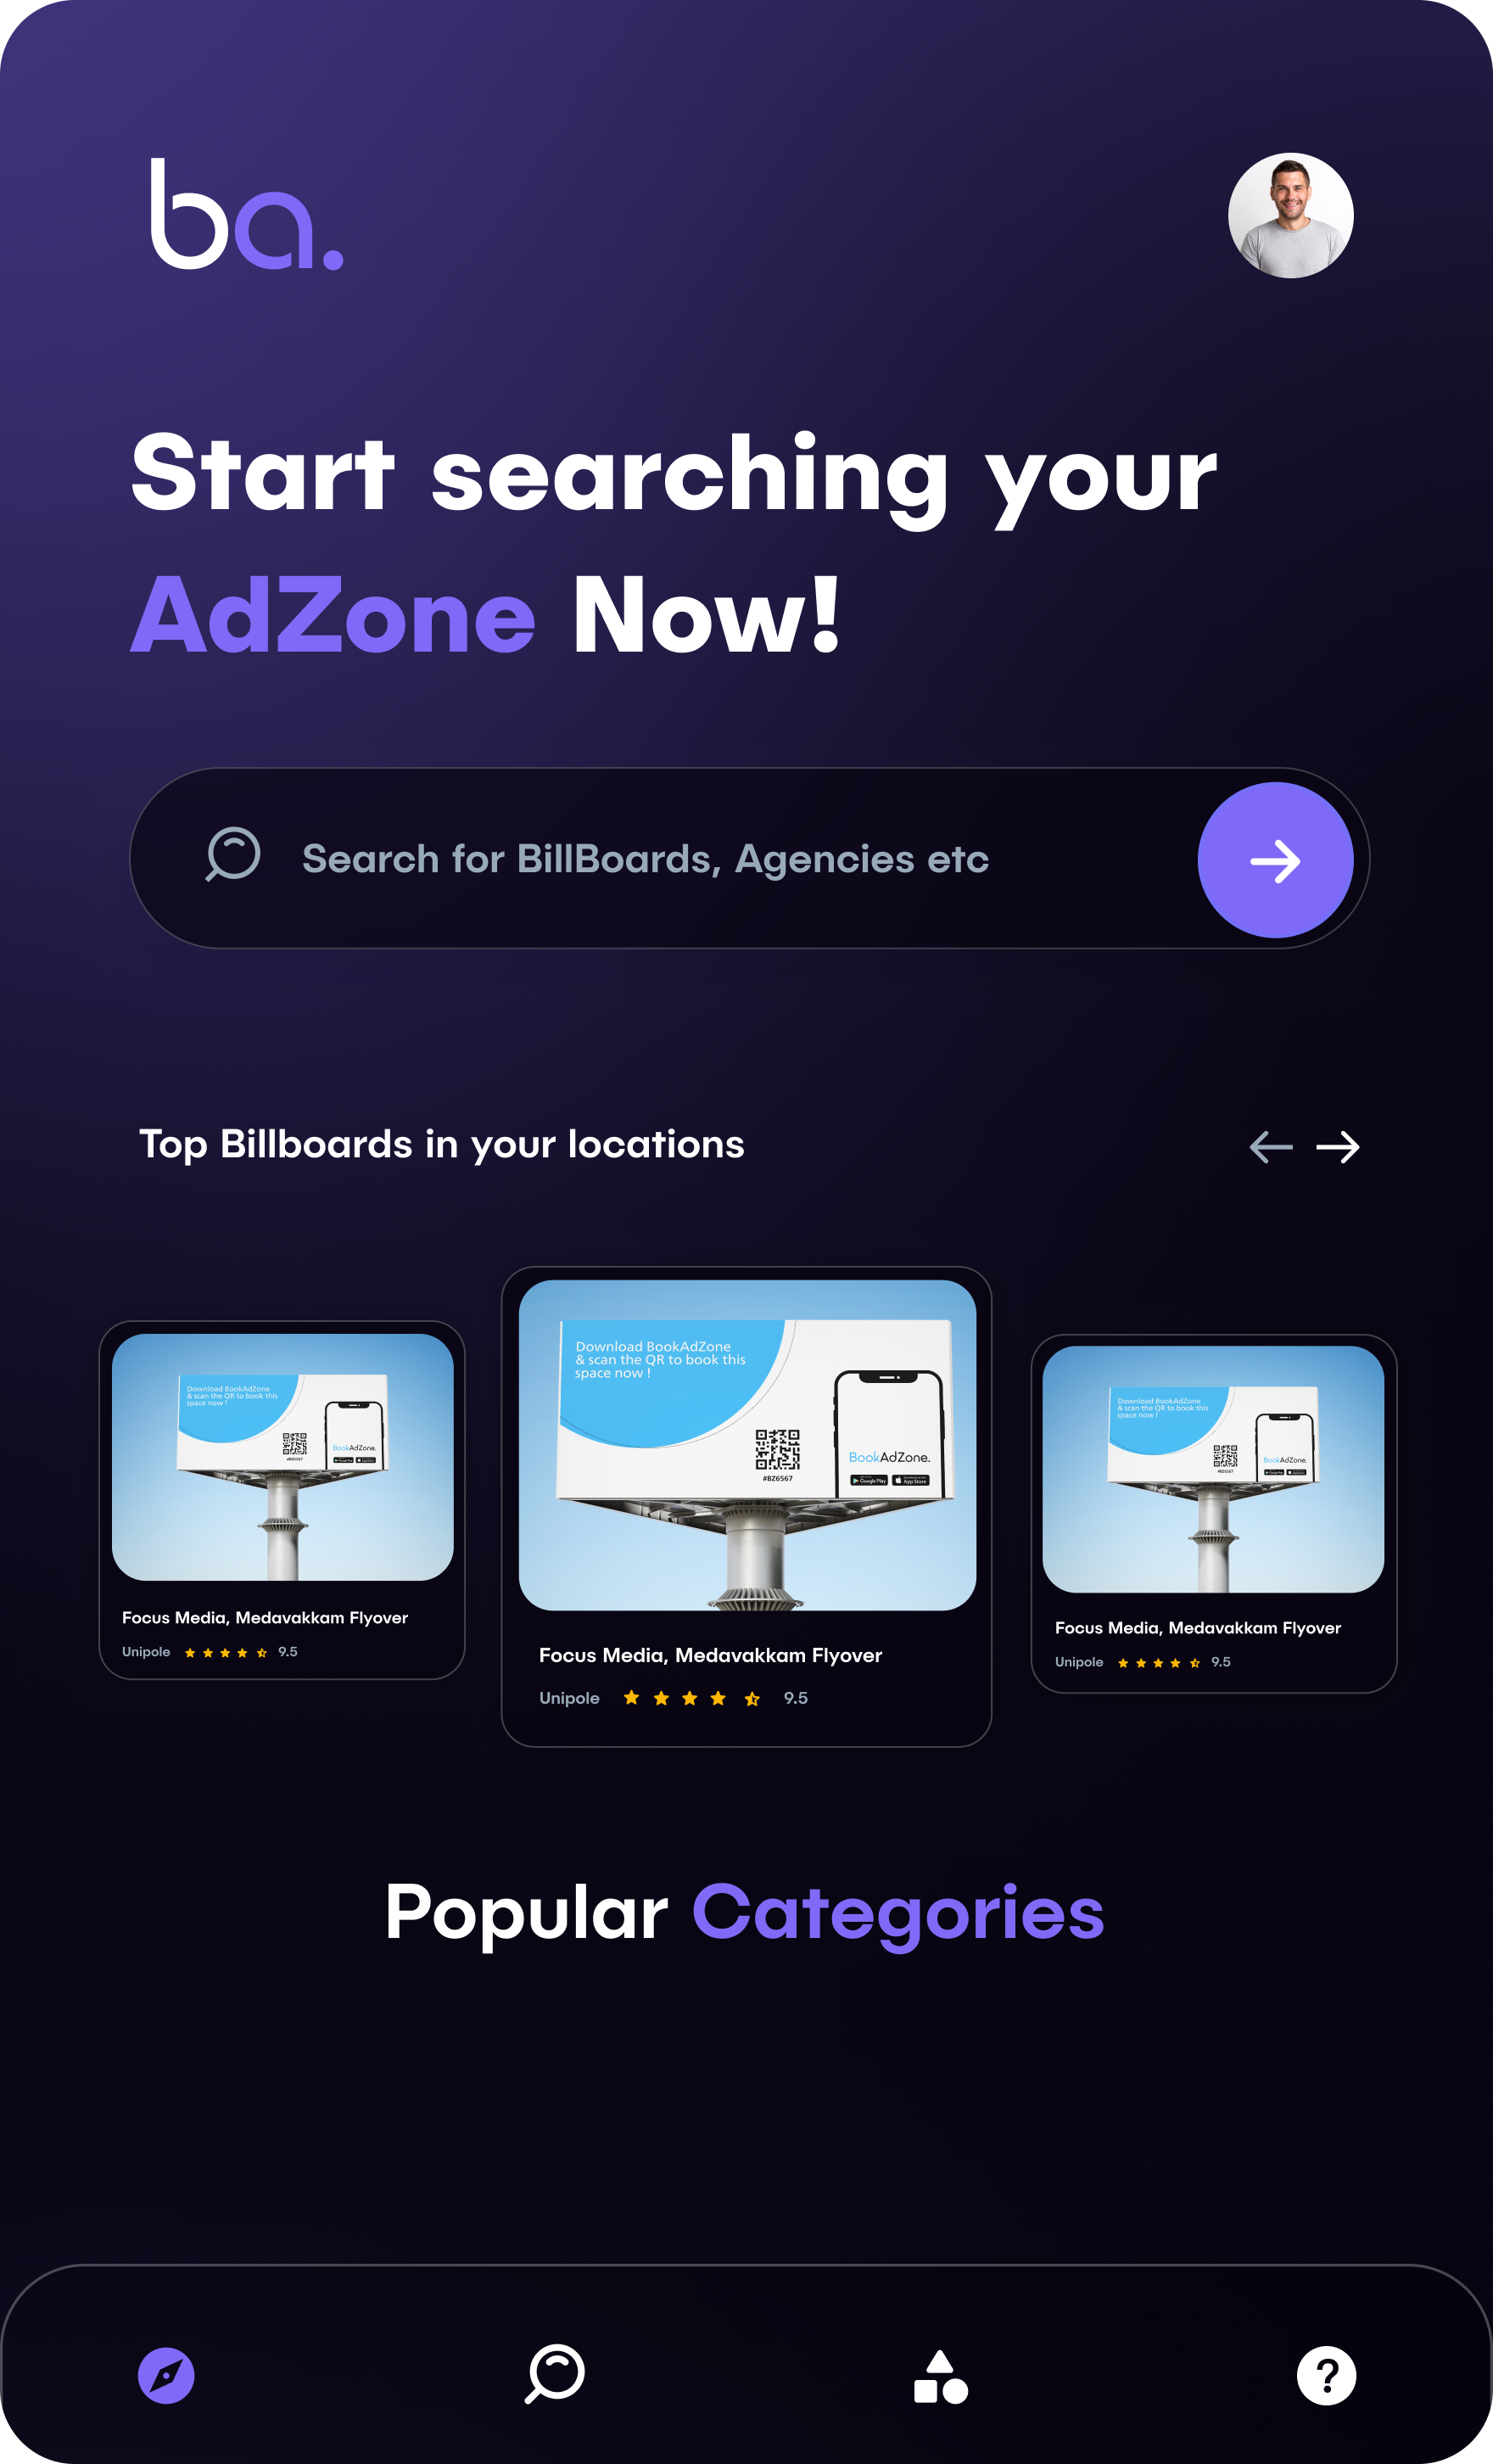 ba.
Start searching your
AdZone Now!
Search for BillBoards, Agencies etc
Top Billboards in your locations
Download BookAdZone
& scan the QR to book this
space now !
BookAdZone.
#BZ6567
Focus Media, Medavakkam Flyover
Unipole 9.5
Download BookAdZone
& scan the QR to book this
space now !
BookAdZone.
#BZ6567
Google Play
App Store
Focus Media, Medavakkam Flyover
Unipole 9.5
Download BookAdZone
& scan the QR to book this
space now !
BookAdZone.
#BZ6567
Focus Media, Medavakkam Flyover
Unipole 9.5
Popular Categories